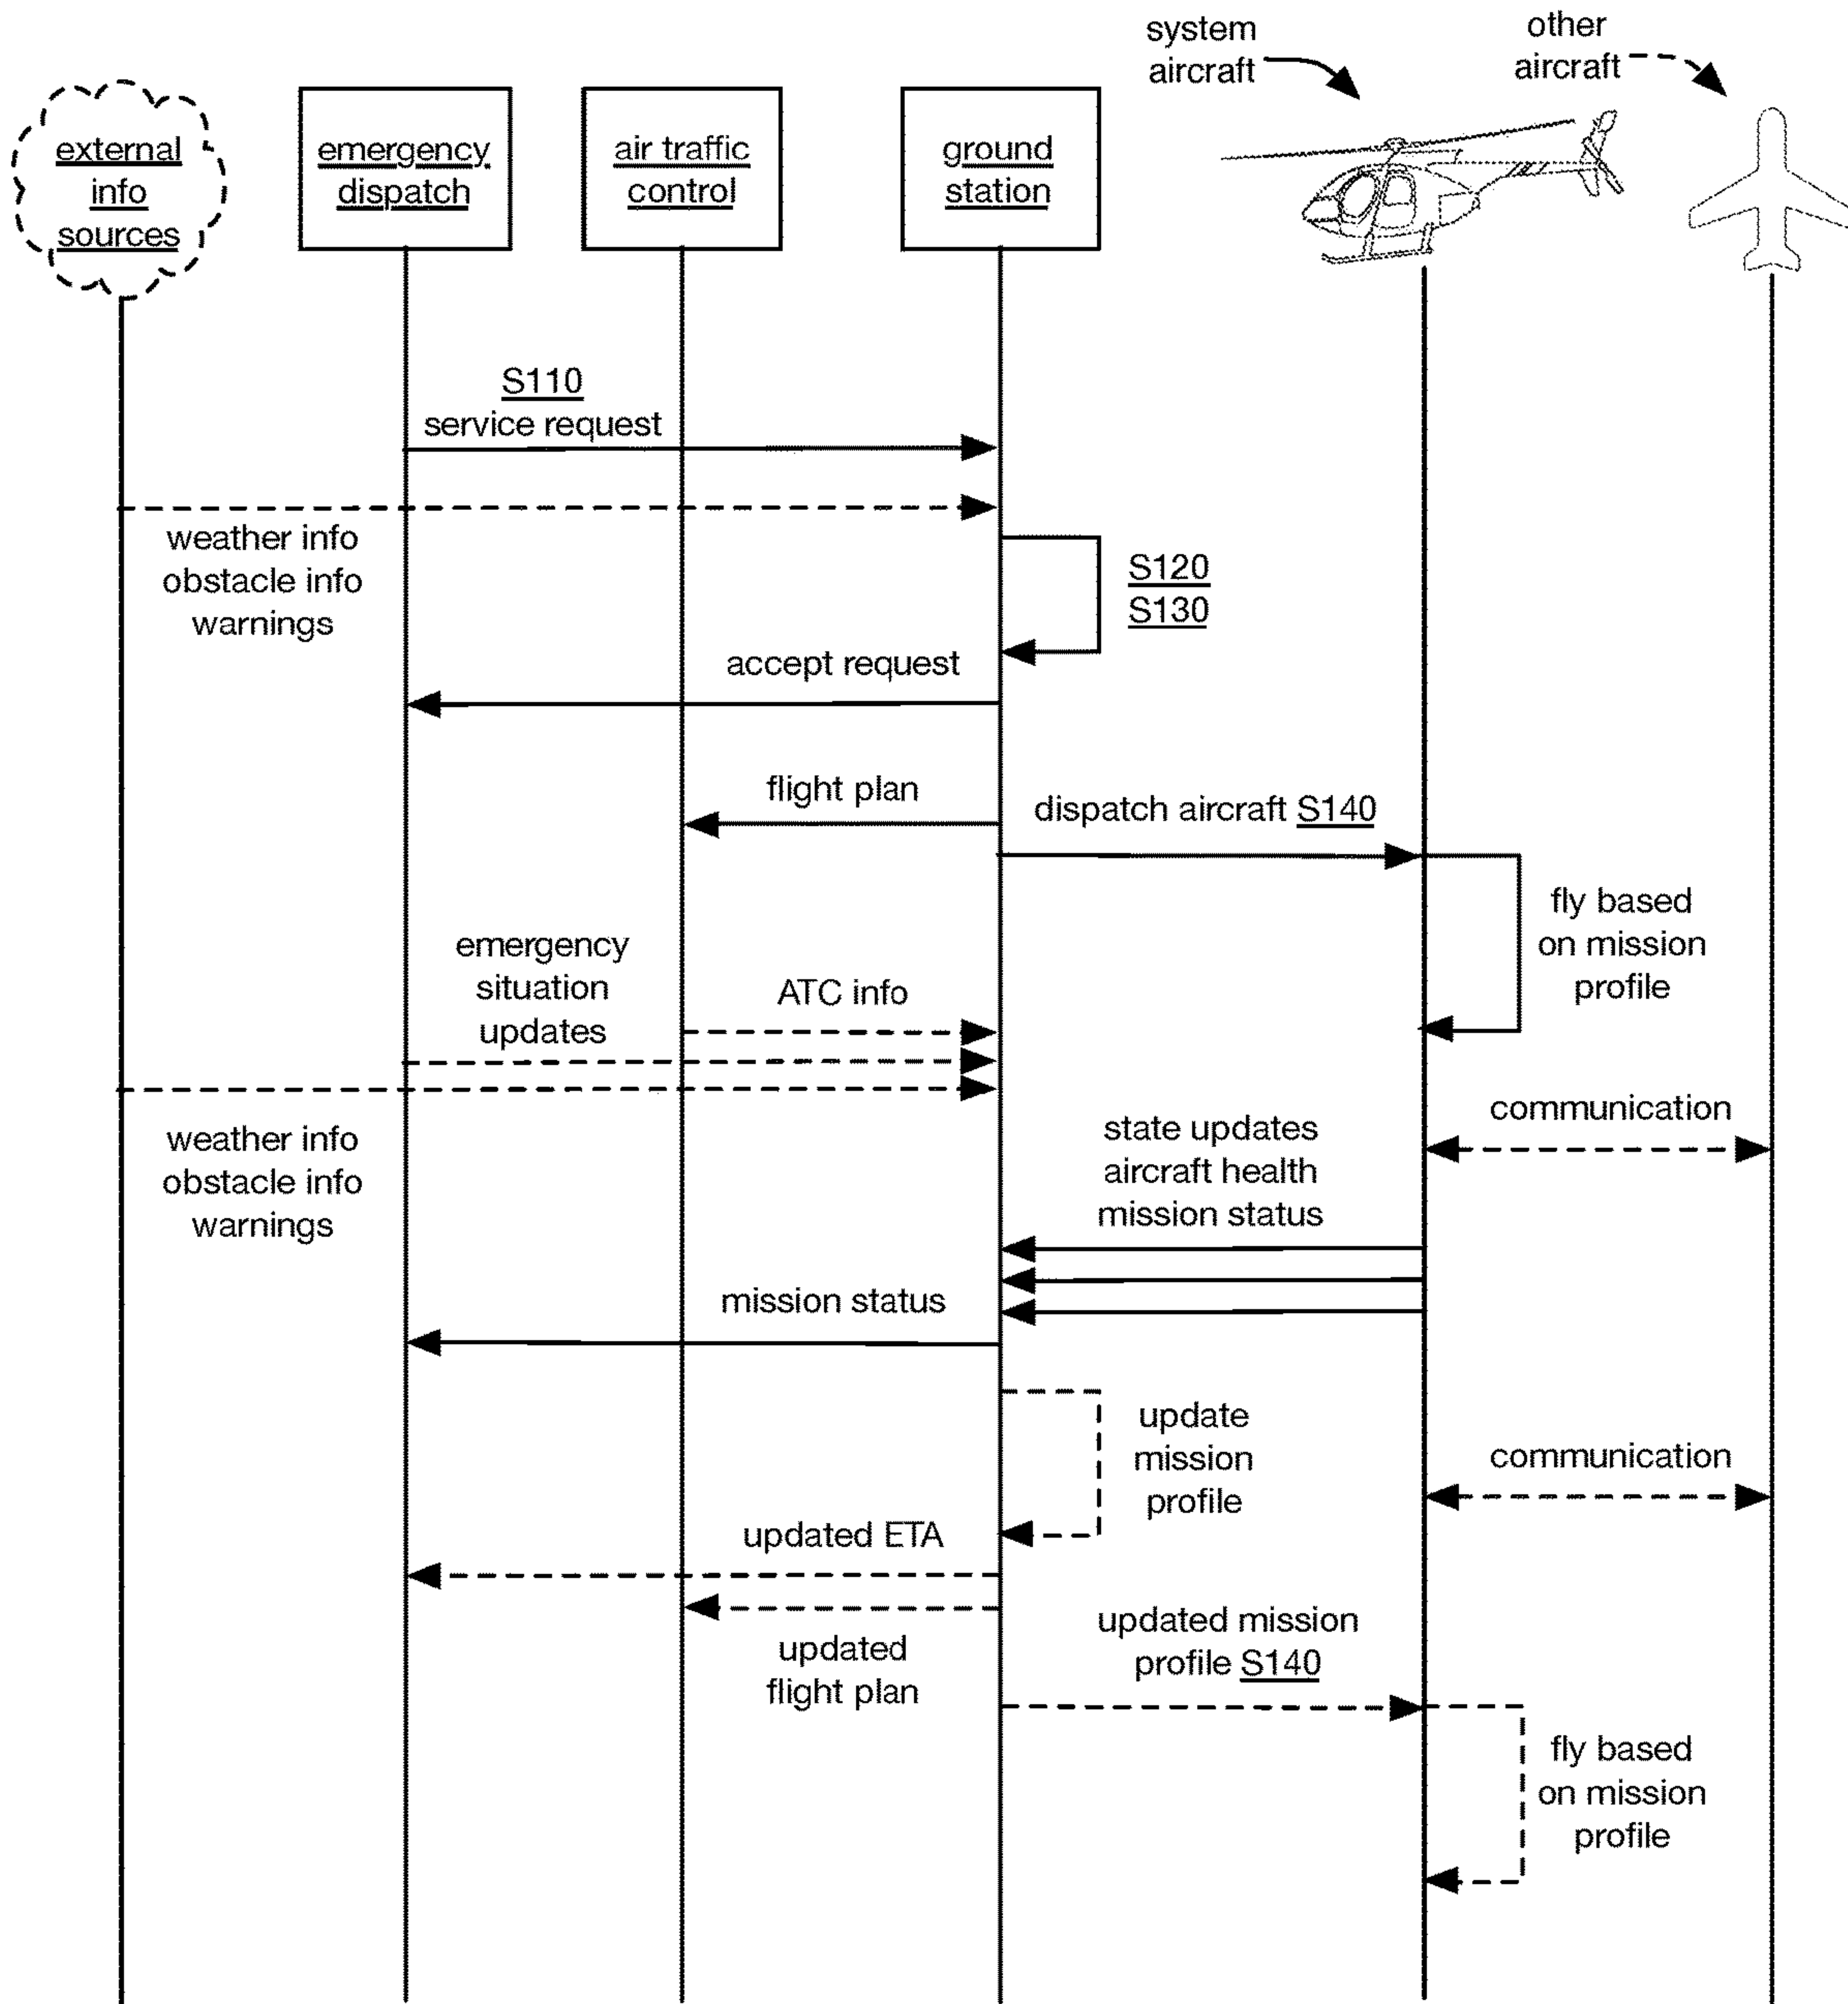 system
aircraft
other
aircraft
external
info
sources
emergency
dispatch
air traffic
control
ground
station
S110
service request
weather info
obstacle info
warnings
S120
S130
accept request
flight plan
dispatch aircraft S140
fly based
on mission
profile
emergency
situation
updates
ATC info
weather info
obstacle info
warnings
communication
state updates
aircraft health
mission status
mission status
update
mission
profile
communication
updated ETA
updated
flight plan
updated mission
profile S140
fly based
on mission
profile